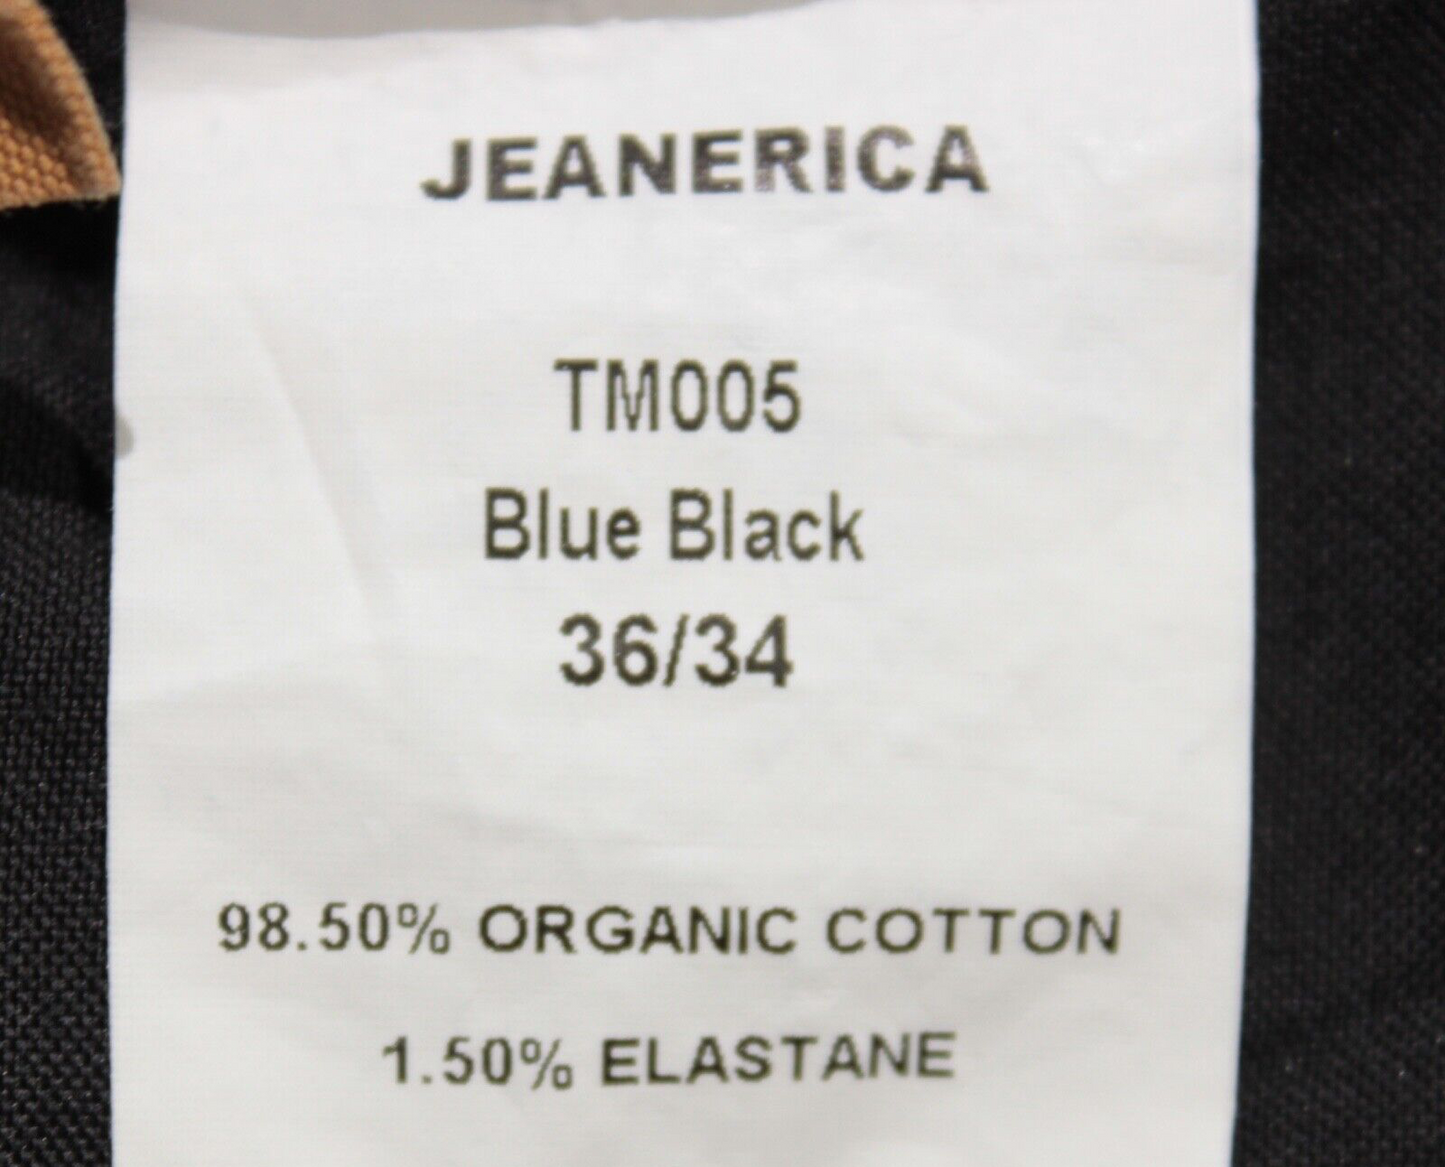 JEANERICA
TM005
Blue Black
36/34
98.50% ORGANIC COTTON
1.50% ELASTANE